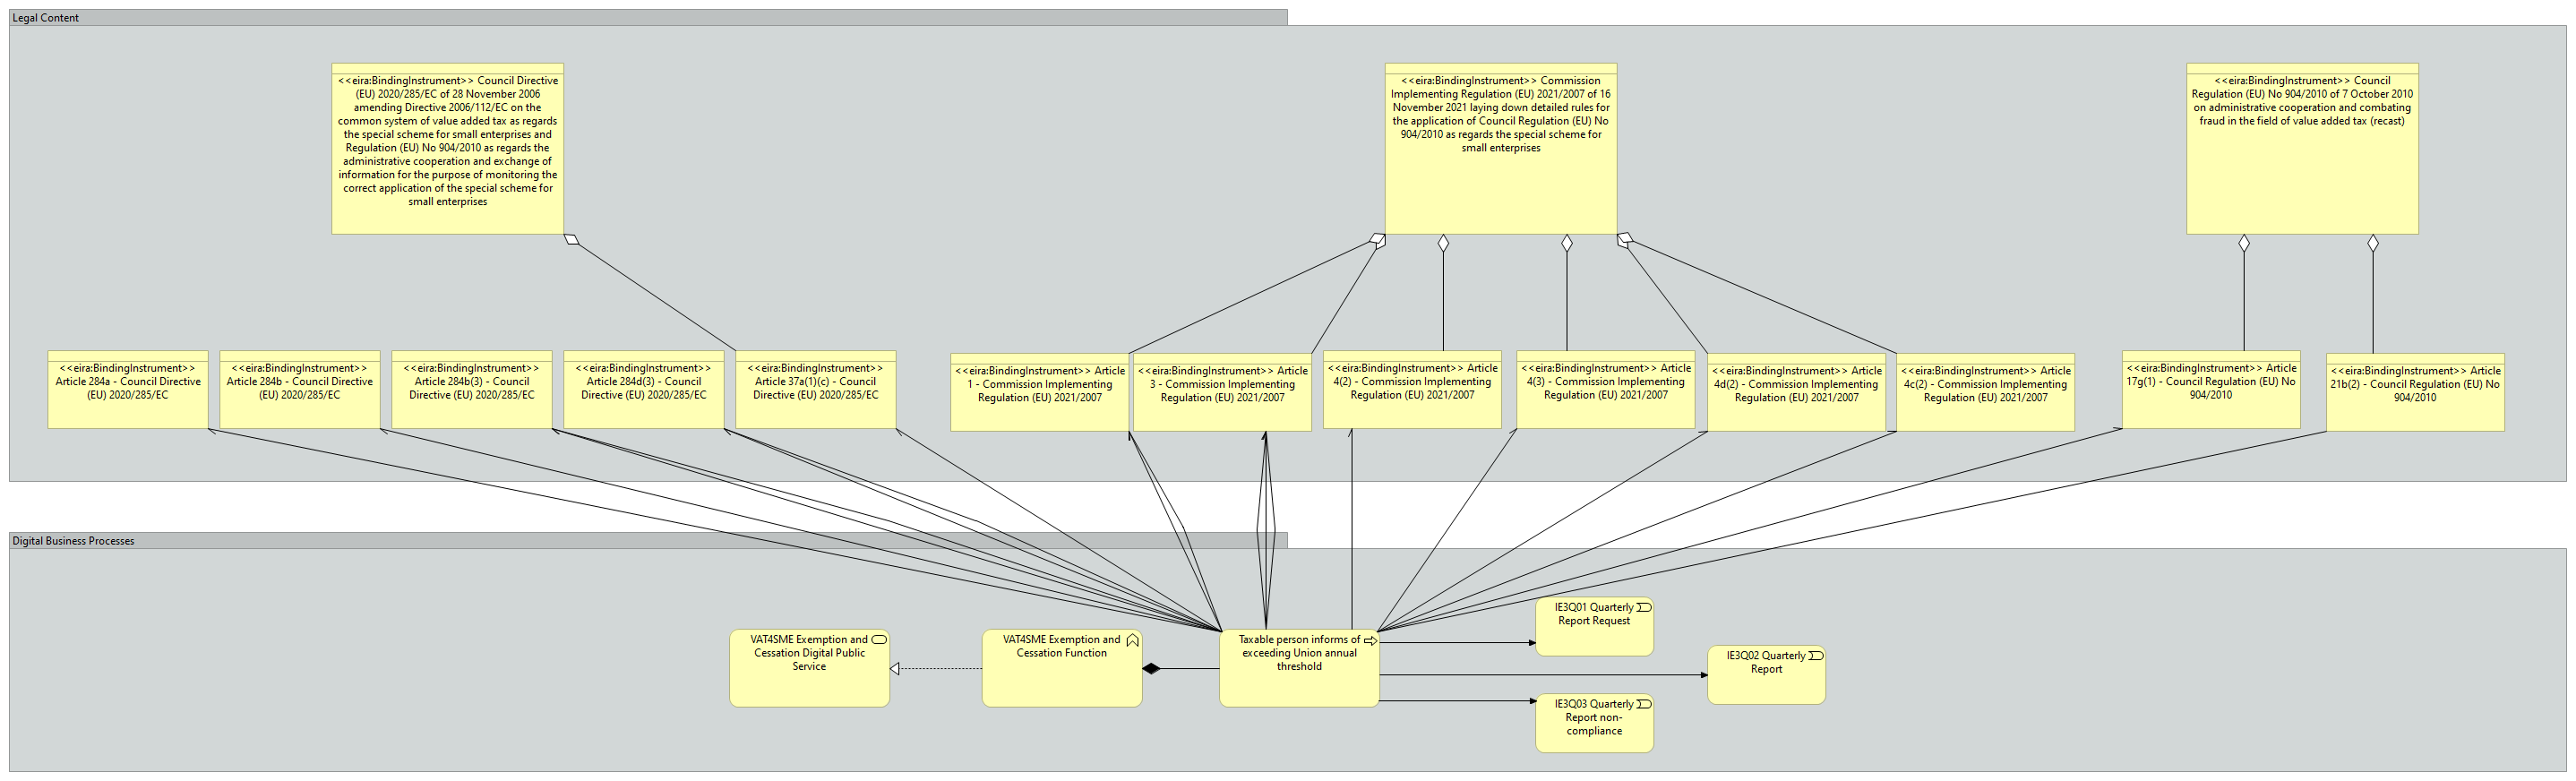 Legal Content
<<eira:BindingInstrument>> Council Directive
(EU) 2020/285/EC of 28 November 2006
amending Directive 2006/112/EC on the
common system of value added tax as regards
the special scheme for small enterprises and
Regulation (EU) No 904/2010 as regards the
administrative cooperation and exchange of
information for the purpose of monitoring the
correct application of the special scheme for
small enterprises
<<eira:BindingInstrument>> Commission
Implementing Regulation (EU) 2021/2007 of 16
November 2021 laying down detailed rules for
the application of Council Regulation (EU) No
904/2010 as regards the special scheme for
small enterprises
<<eira:BindingInstrument>> Council
Regulation (EU) No 904/2010 of 7 October 2010
on administrative cooperation and combating
fraud in the field of value added tax (recast)
<<eira:BindingInstrument>>
Article 284a - Council Directive
(EU) 2020/285/EC
<<eira:BindingInstrument>>
Article 284b - Council Directive
(EU) 2020/285/EC
<<eira:BindingInstrument>>
Article 284b(3) - Council
Directive (EU) 2020/285/EC
<<eira:BindingInstrument>>
Article 284d(3) - Council
Directive (EU) 2020/285/EC
<<eira:BindingInstrument>>
Article 37a(1)(c) - Council
Directive (EU) 2020/285/EC
<<eira:BindingInstrument>> Article
1 - Commission Implementing
Regulation (EU) 2021/2007
<<eira:BindingInstrument>> Article
3 - Commission Implementing
Regulation (EU) 2021/2007
<<eira:BindingInstrument>> Article
4(2) - Commission Implementing
Regulation (EU) 2021/2007
<<eira:BindingInstrument>> Article
4(3) - Commission Implementing
Regulation (EU) 2021/2007
<<eira:BindingInstrument>> Article
4d(2) - Commission Implementing
Regulation (EU) 2021/2007
<<eira:BindingInstrument>> Article
4c(2) - Commission Implementing
Regulation (EU) 2021/2007
<<eira:BindingInstrument>> Article
17g(1) - Council Regulation (EU) No
904/2010
<<eira:BindingInstrument>> Article
21b(2) - Council Regulation (EU) No
904/2010
Digital Business Processes
VAT4SME Exemption and
Cessation Digital Public
Service
VAT4SME Exemption and
Cessation Function
Taxable person informs of
exceeding Union annual
threshold
IE3Q01 Quarterly
Report Request
IE3Q02 Quarterly
Report
IE3Q03 Quarterly
Report non-
compliance